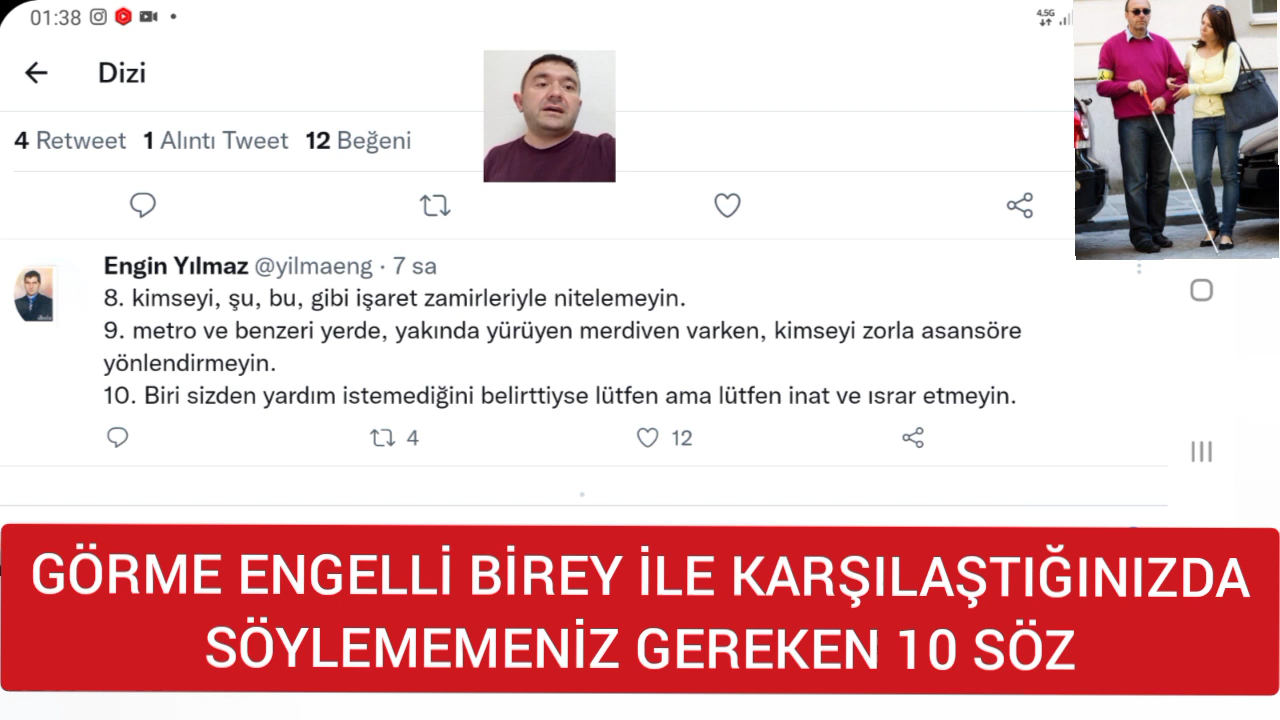 01:38
4.5G
Dizi
4 Retweet 1 Alıntı Tweet 12 Beğeni
Engin Yılmaz @yilmaeng · 7 sa
8. kimseyi, şu, bu, gibi işaret zamirleriyle nitelemeyin.
9. metro ve benzeri yerde, yakında yürüyen merdiven varken, kimseyi zorla asansöre
yönlendirmeyin.
10. Biri sizden yardım istemediğini belirttiyse lütfen ama lütfen inat ve ısrar etmeyin.
4 12
GÖRME ENGELLİ BİREY İLE KARŞILAŞTIĞINIZDA
SÖYLEMEMENİZ GEREKEN 10 SÖZ